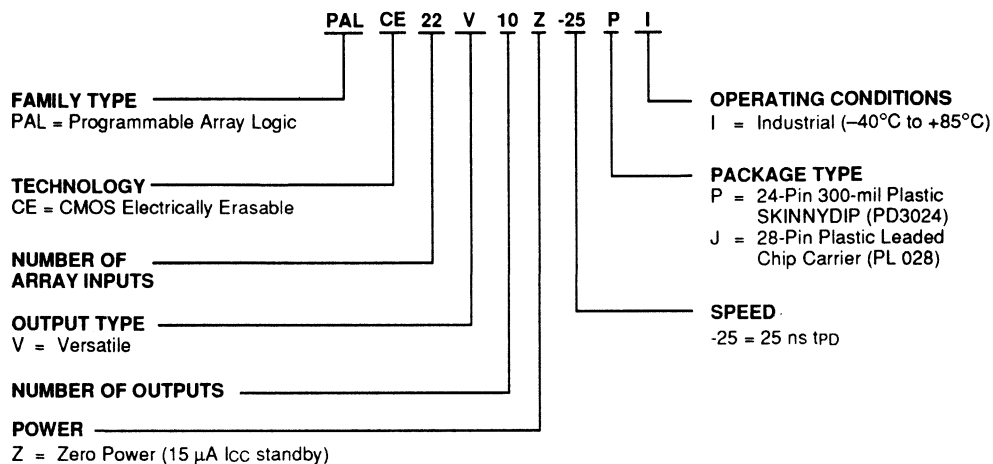 PAL CE 22 V 10 Z -25 P I
FAMILY TYPE
PAL = Programmable Array Logic
TECHNOLOGY
CE = CMOS Electrically Erasable
NUMBER OF
ARRAY INPUTS
OUTPUT TYPE
V = Versatile
NUMBER OF OUTPUTS
POWER
Z = Zero Power (15 µA ICC standby)
OPERATING CONDITIONS
I = Industrial (–40°C to +85°C)
PACKAGE TYPE
P = 24-Pin 300-mil Plastic
SKINNYDIP (PD3024)
J = 28-Pin Plastic Leaded
Chip Carrier (PL 028)
SPEED
-25 = 25 ns tPD